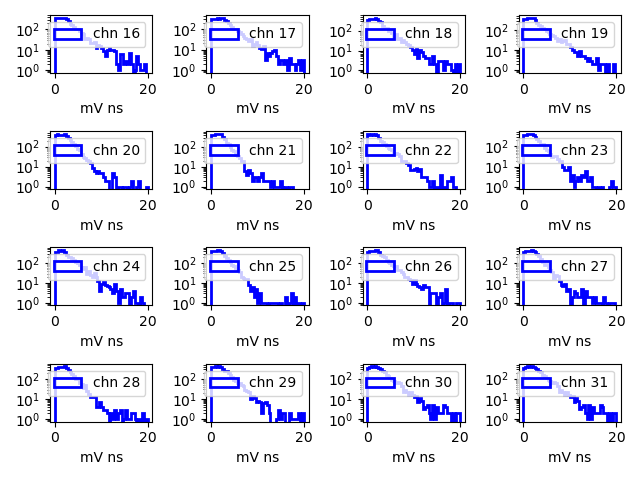 10² 10¹ 10⁰ chn 16 0 20 mV ns
10² 10¹ 10⁰ chn 17 0 20 mV ns
10² 10¹ 10⁰ chn 18 0 20 mV ns
10² 10¹ 10⁰ chn 19 0 20 mV ns
10² 10¹ 10⁰ chn 20 0 20 mV ns
10² 10¹ 10⁰ chn 21 0 20 mV ns
10² 10¹ 10⁰ chn 22 0 20 mV ns
10² 10¹ 10⁰ chn 23 0 20 mV ns
10² 10¹ 10⁰ chn 24 0 20 mV ns
10² 10¹ 10⁰ chn 25 0 20 mV ns
10² 10¹ 10⁰ chn 26 0 20 mV ns
10² 10¹ 10⁰ chn 27 0 20 mV ns
10² 10¹ 10⁰ chn 28 0 20 mV ns
10² 10¹ 10⁰ chn 29 0 20 mV ns
10² 10¹ 10⁰ chn 30 0 20 mV ns
10² 10¹ 10⁰ chn 31 0 20 mV ns